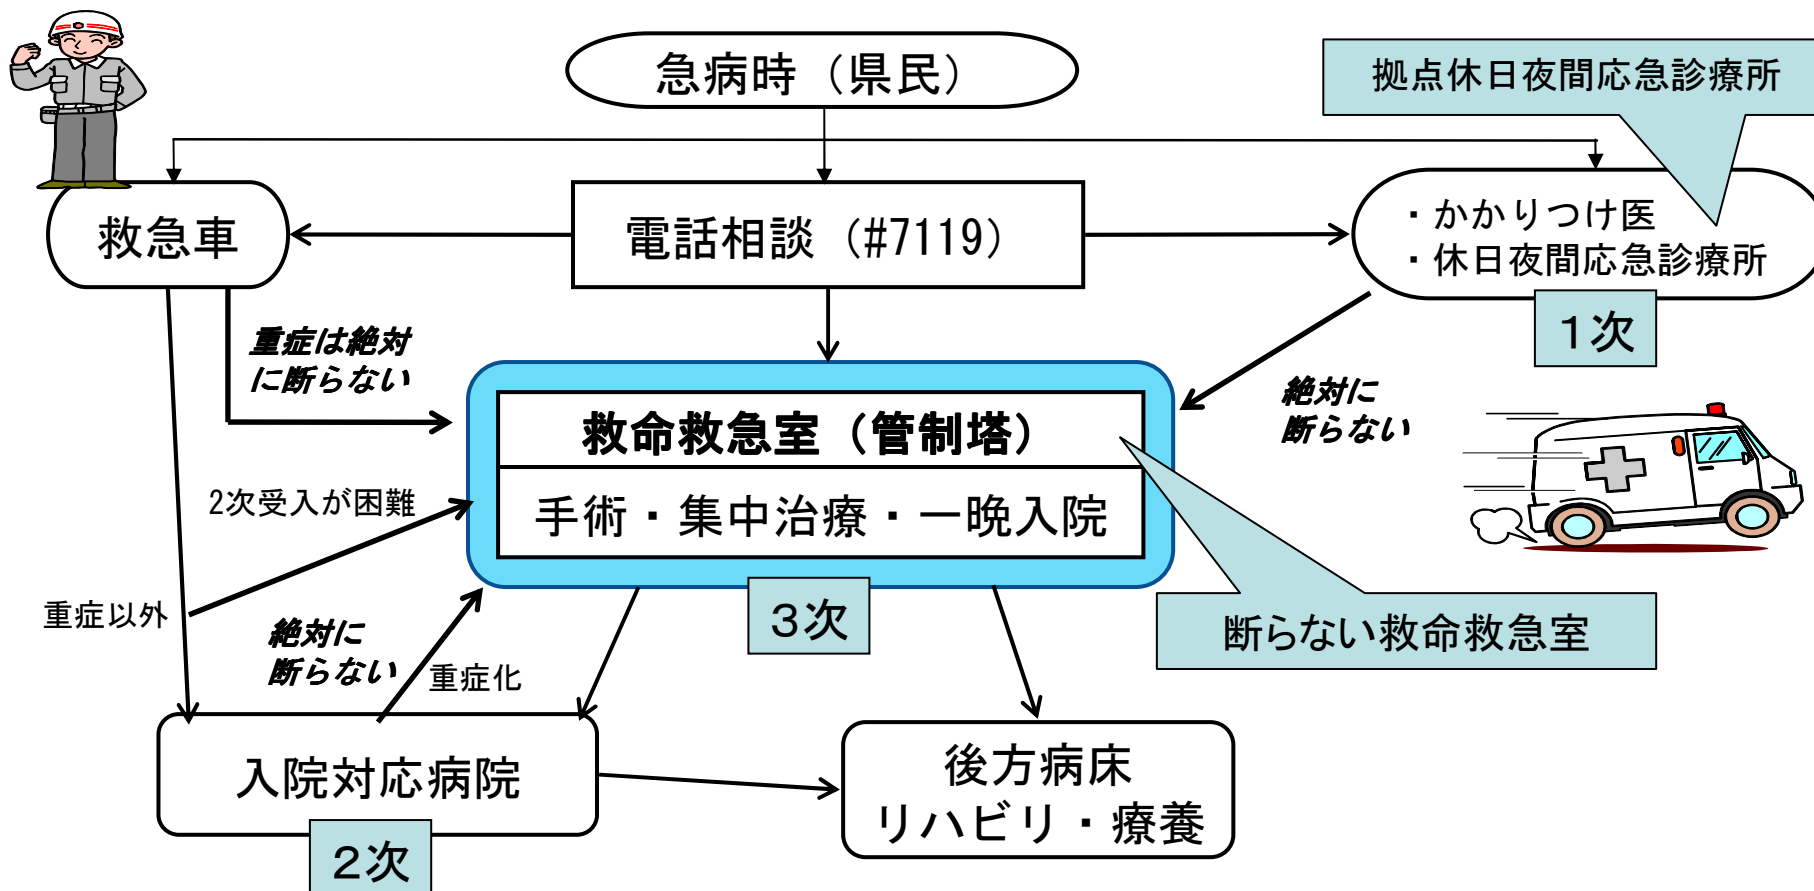 急病時（県民）
拠点休日夜間応急診療所
救急車
電話相談（#7119）
・かかりつけ医
・休日夜間応急診療所
1次
重症は絶対
に断らない
絶対に
断らない
救命救急室（管制塔）
手術・集中治療・一晩入院
2次受入が困難
3次
断らない救命救急室
重症以外
絶対に
断らない
重症化
入院対応病院
2次
後方病床
リハビリ・療養